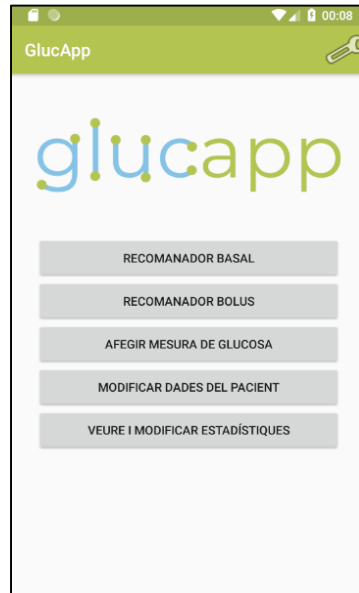 00:08
GlucApp
glucapp
RECOMANADOR BASAL
RECOMANADOR BOLUS
AFEGIR MESURA DE GLUCOSA
MODIFICAR DADES DEL PACIENT
VEURE I MODIFICAR ESTADÍSTIQUES